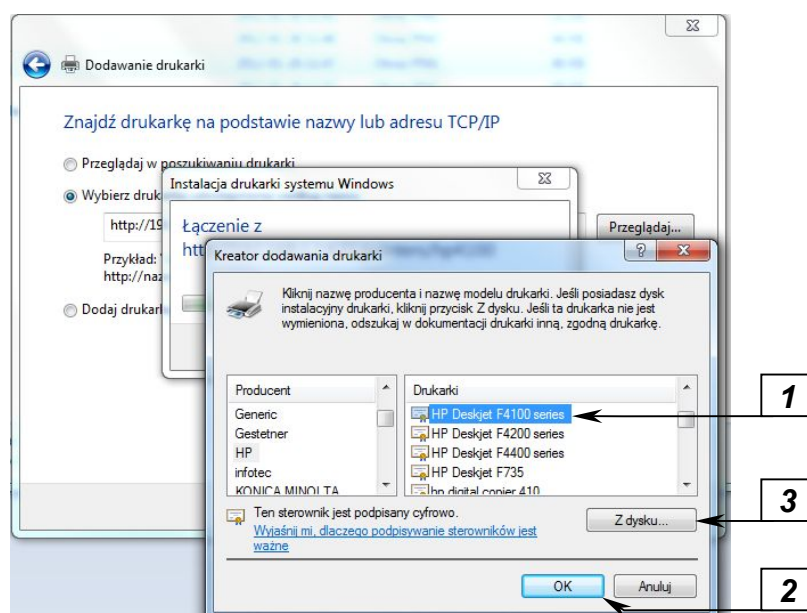 Dodawanie drukarki
Znajdź drukarkę na podstawie nazwy lub adresu TCP/IP
Przeglądaj w poszukiwaniu drukarki
Wybierz druk
http://19
Przeglądaj...
Przykład:
http://naz
Dodaj drukarl
Instalacja drukarki systemu Windows
Łączenie z
htt
Kreator dodawania drukarki
Kliknij nazwę producenta i nazwę modelu drukarki. Jeśli posiadasz dysk
instalacyjny drukarki, kliknij przycisk Z dysku. Jeśli ta drukarka nie jest
wymieniona, odszukaj w dokumentacji drukarki inną, zgodną drukarkę.
Producent
Generic
Gestetner
HP
infotec
KONICA MINOLTA
Drukarki
HP Deskjet F4100 series
HP Deskjet F4200 series
HP Deskjet F4400 series
HP Deskjet F735
hp digital copier 410
Ten sterownik jest podpisany cyfrowo.
Wyjaśnij mi, dlaczego podpisywanie sterowników jest
ważne
Z dysku...
OK
Anuluj
1
3
2